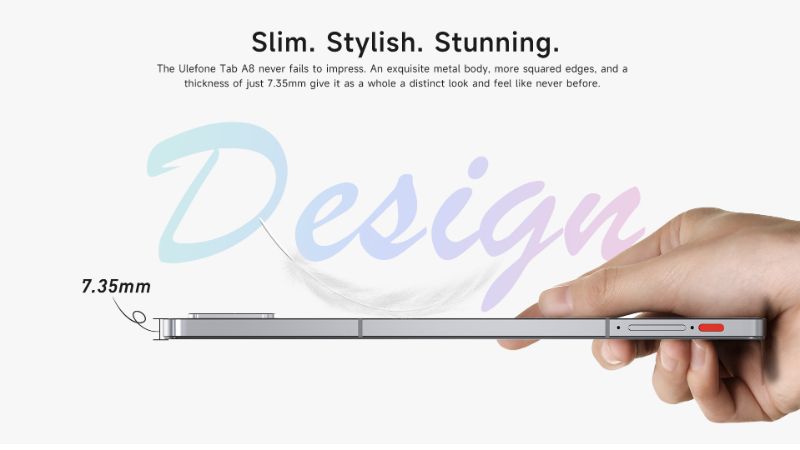 Slim. Stylish. Stunning.
The Ulefone Tab A8 never fails to impress. An exquisite metal body, more squared edges, and a
thickness of just 7.35mm give it as a whole a distinct look and feel like never before.
Design
7.35mm